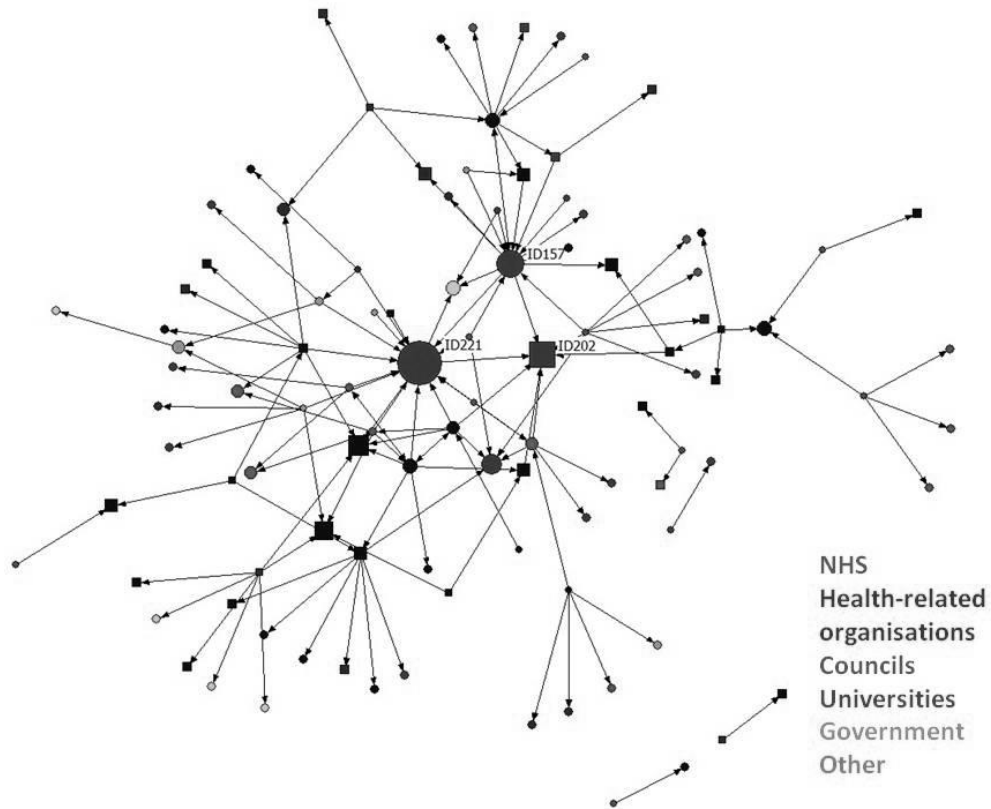 ID157
ID221
ID202
NHS
Health-related
organisations
Councils
Universities
Government
Other